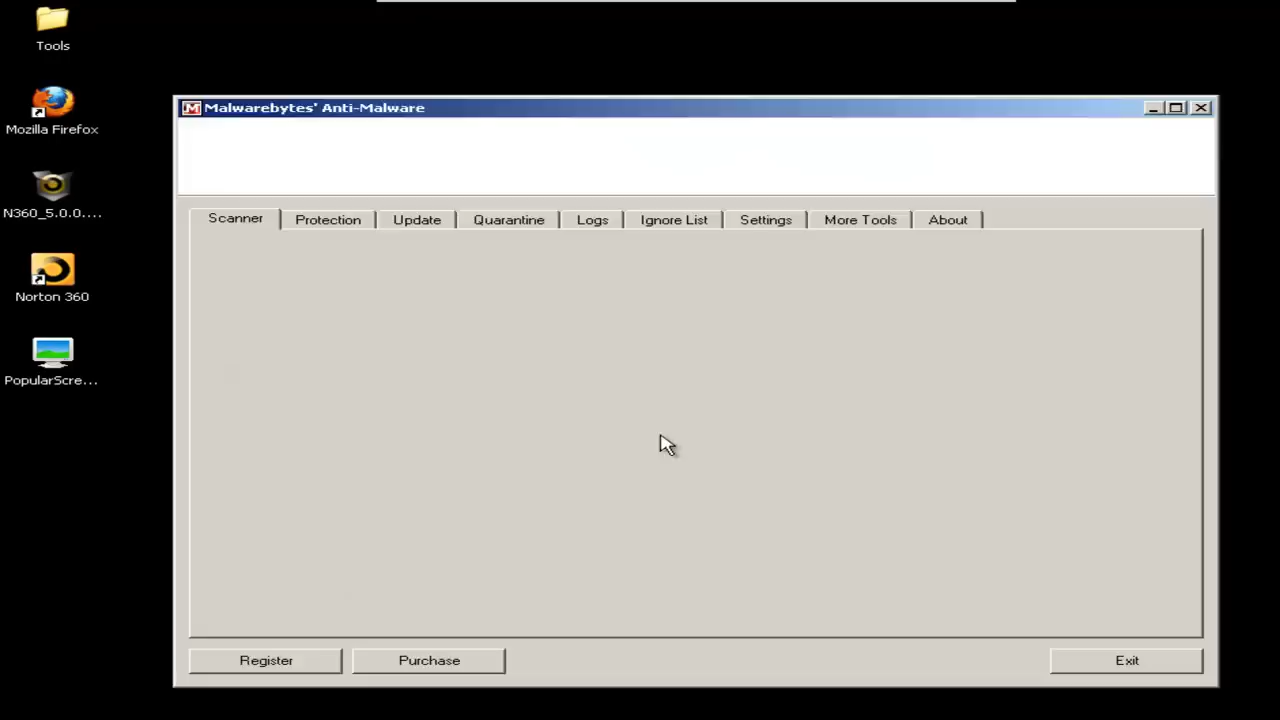 Tools
Mozilla Firefox
N360_5.0.0....
Norton 360
PopularScre...
Malwarebytes' Anti-Malware
Scanner Protection Update Quarantine Logs Ignore List Settings More Tools About
Register Purchase Exit